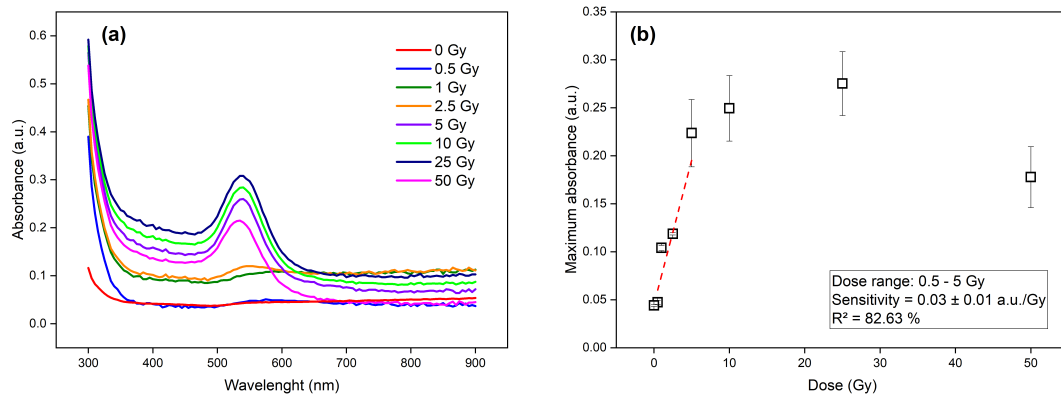 (a)
0.6
0.5
0.4
0.3
0.2
0.1
0.0
Absorbance (a.u.)
300
400
500
600
700
800
900
Wavelenght (nm)
0 Gy
0.5 Gy
1 Gy
2.5 Gy
5 Gy
10 Gy
25 Gy
50 Gy
(b)
0.35
0.30
0.25
0.20
0.15
0.10
0.05
0.00
Maximum absorbance (a.u.)
0
10
20
30
40
50
Dose (Gy)
Dose range: 0.5 - 5 Gy
Sensitivity = 0.03 ± 0.01 a.u./Gy
R² = 82.63 %